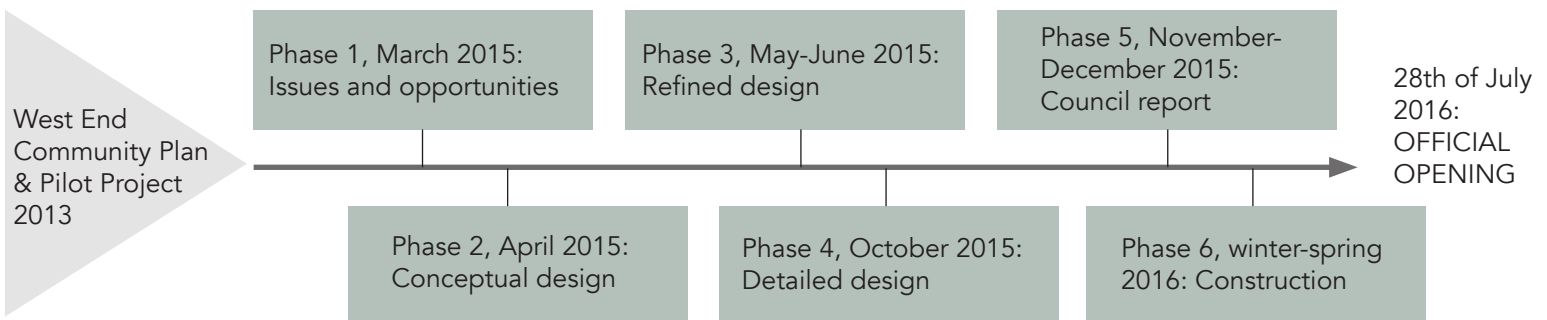 West End
Community Plan
& Pilot Project
2013
Phase 1, March 2015:
Issues and opportunities
Phase 2, April 2015:
Conceptual design
Phase 3, May-June 2015:
Refined design
Phase 4, October 2015:
Detailed design
Phase 5, November-
December 2015:
Council report
Phase 6, winter-spring
2016: Construction
28th of July
2016:
OFFICIAL
OPENING